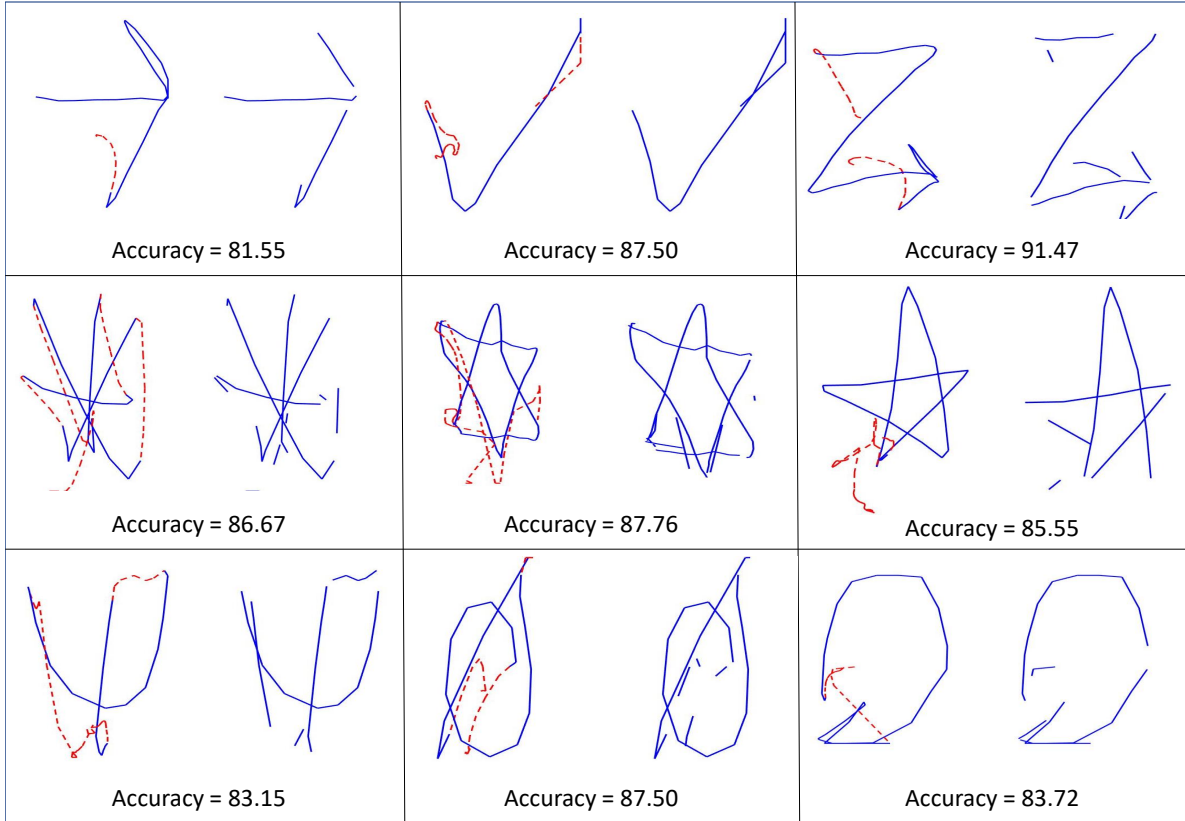 Accuracy = 81.55
Accuracy = 87.50
Accuracy = 91.47
Accuracy = 86.67
Accuracy = 87.76
Accuracy = 85.55
Accuracy = 83.15
Accuracy = 87.50
Accuracy = 83.72